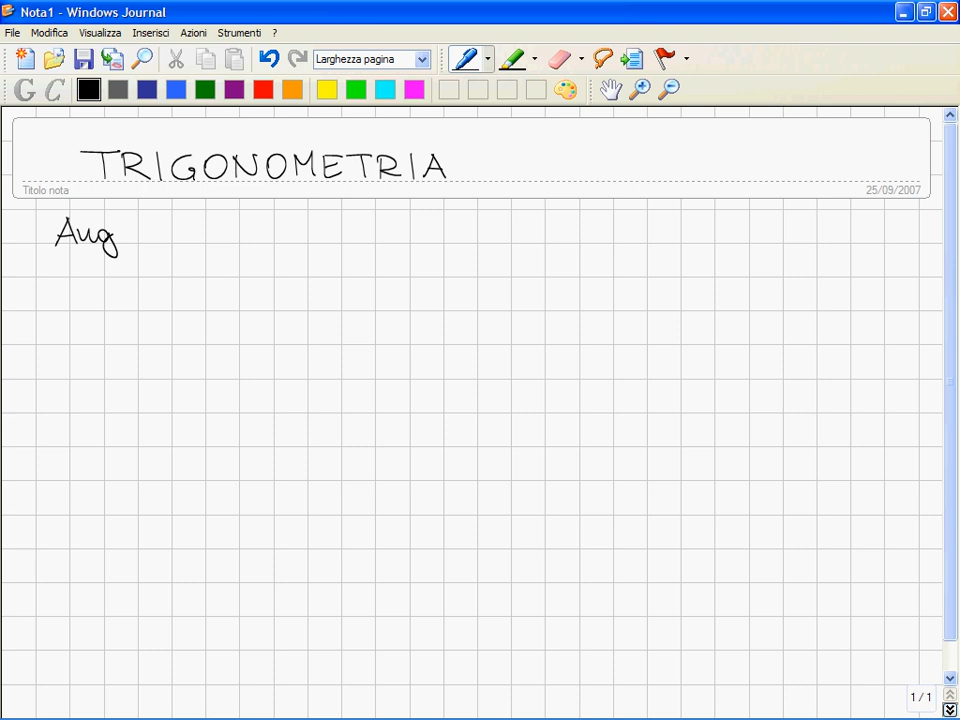 Nota1 - Windows Journal
File Modifica Visualizza Inserisci Azioni Strumenti ?
Larghezza pagina
G C
TRIGONOMETRIA
Titolo nota 25/09/2007
Ang
1 / 1